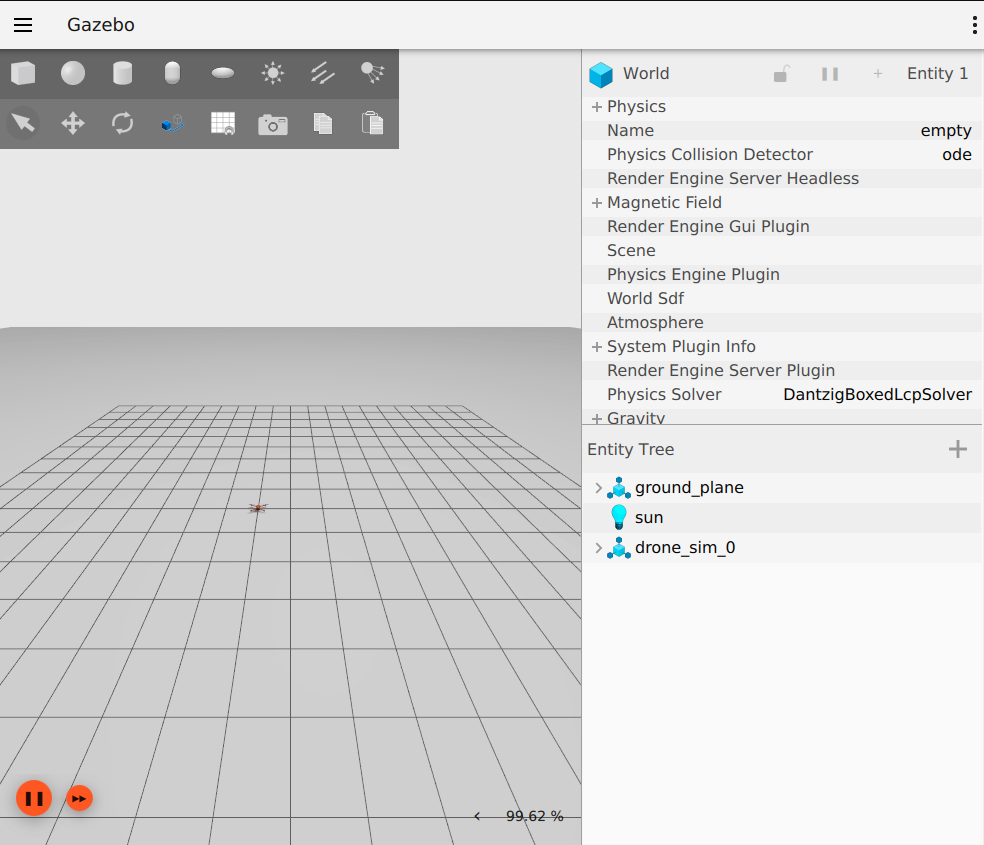 Gazebo
World
+ Entity 1
+ Physics
Name empty
Physics Collision Detector ode
Render Engine Server Headless
+ Magnetic Field
Render Engine Gui Plugin
Scene
Physics Engine Plugin
World Sdf
Atmosphere
+ System Plugin Info
Render Engine Server Plugin
Physics Solver DantzigBoxedLcpSolver
+ Gravity
Entity Tree +
ground_plane
sun
drone_sim_0
99.62 %